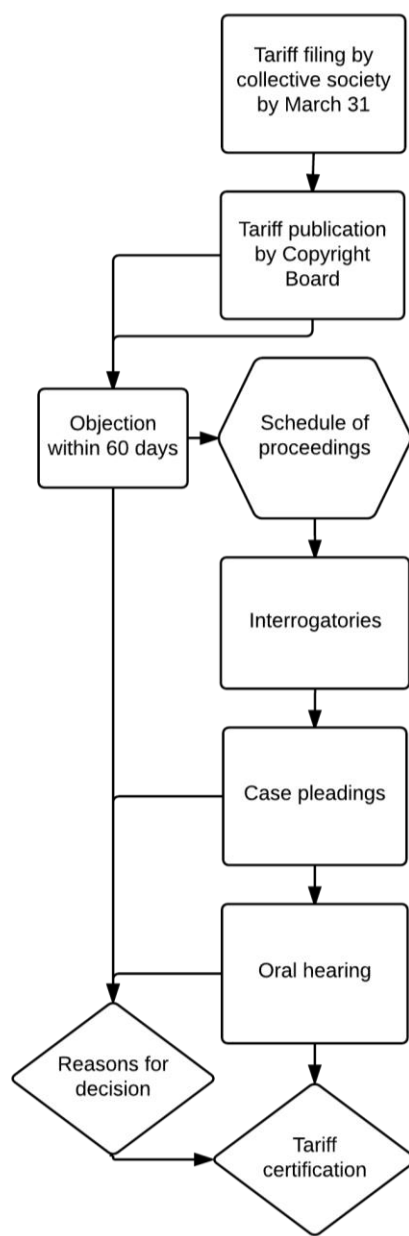 Tariff filing by
collective society
by March 31
Tariff publication
by Copyright
Board
Objection
within 60 days
Schedule of
proceedings
Interrogatories
Case pleadings
Oral hearing
Reasons for
decision
Tariff
certification